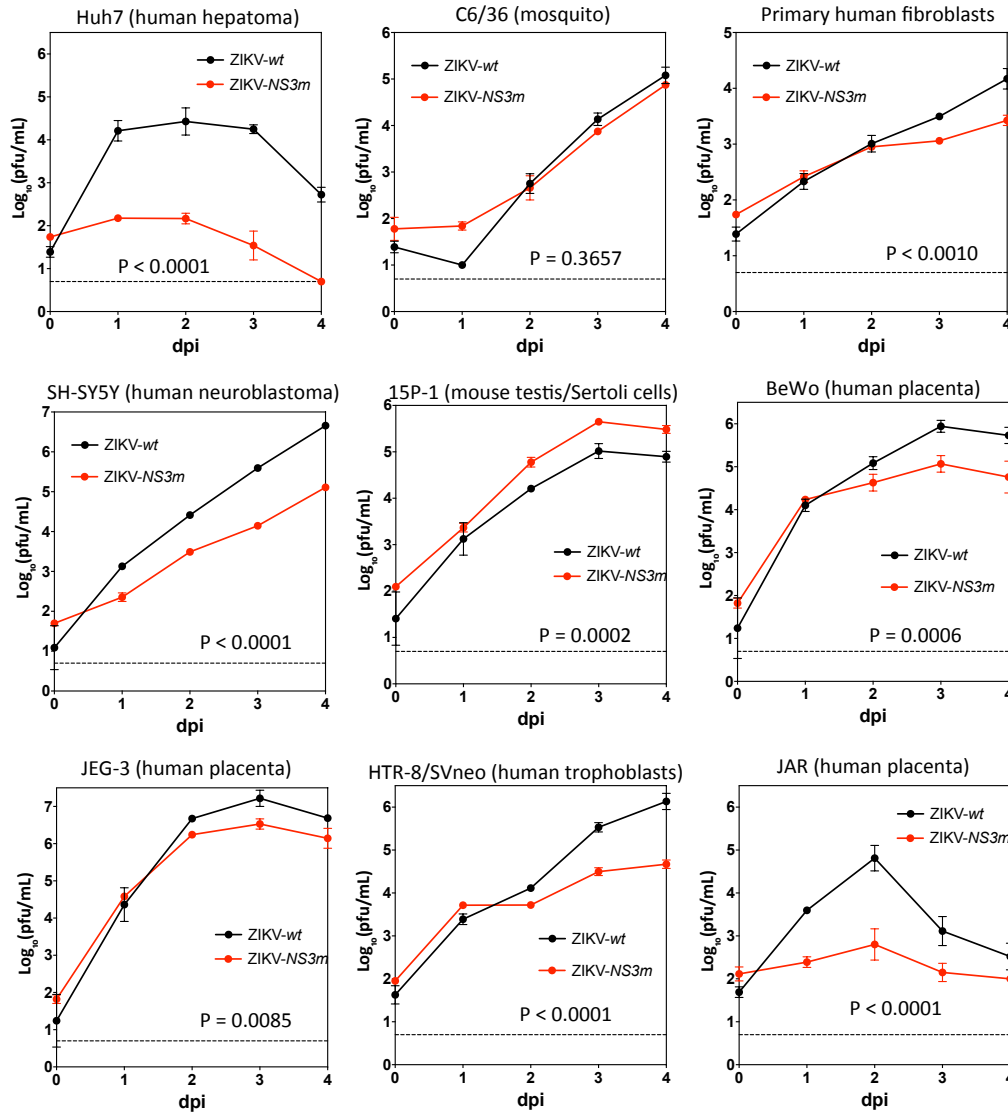 Huh7 (human hepatoma)
Log₁₀(pfu/mL)
5
4
3
2
1
0
ZIKV-wt
ZIKV-NS3m
P < 0.0001
0 1 2 3 4
dpi
C6/36 (mosquito)
Log₁₀(pfu/mL)
6
5
4
3
2
1
0
ZIKV-wt
ZIKV-NS3m
P = 0.3657
0 1 2 3 4
dpi
Primary human fibroblasts
Log₁₀(pfu/mL)
5
4
3
2
1
0
ZIKV-wt
ZIKV-NS3m
P < 0.0010
0 1 2 3 4
dpi
SH-SY5Y (human neuroblastoma)
Log₁₀(pfu/mL)
7
6
5
4
3
2
1
0
ZIKV-wt
ZIKV-NS3m
P < 0.0001
0 1 2 3 4
dpi
15P-1 (mouse testis/Sertoli cells)
Log₁₀(pfu/mL)
6
5
4
3
2
1
0
ZIKV-wt
ZIKV-NS3m
P = 0.0002
0 1 2 3 4
dpi
BeWo (human placenta)
Log₁₀(pfu/mL)
6
5
4
3
2
1
0
ZIKV-wt
ZIKV-NS3m
P = 0.0006
0 1 2 3 4
dpi
JEG-3 (human placenta)
Log₁₀(pfu/mL)
7
6
5
4
3
2
1
0
ZIKV-wt
ZIKV-NS3m
P = 0.0085
0 1 2 3 4
dpi
HTR-8/SVneo (human trophoblasts)
Log₁₀(pfu/mL)
6
5
4
3
2
1
0
ZIKV-wt
ZIKV-NS3m
P < 0.0001
0 1 2 3 4
dpi
JAR (human placenta)
Log₁₀(pfu/mL)
6
5
4
3
2
1
0
ZIKV-wt
ZIKV-NS3m
P < 0.0001
0 1 2 3 4
dpi